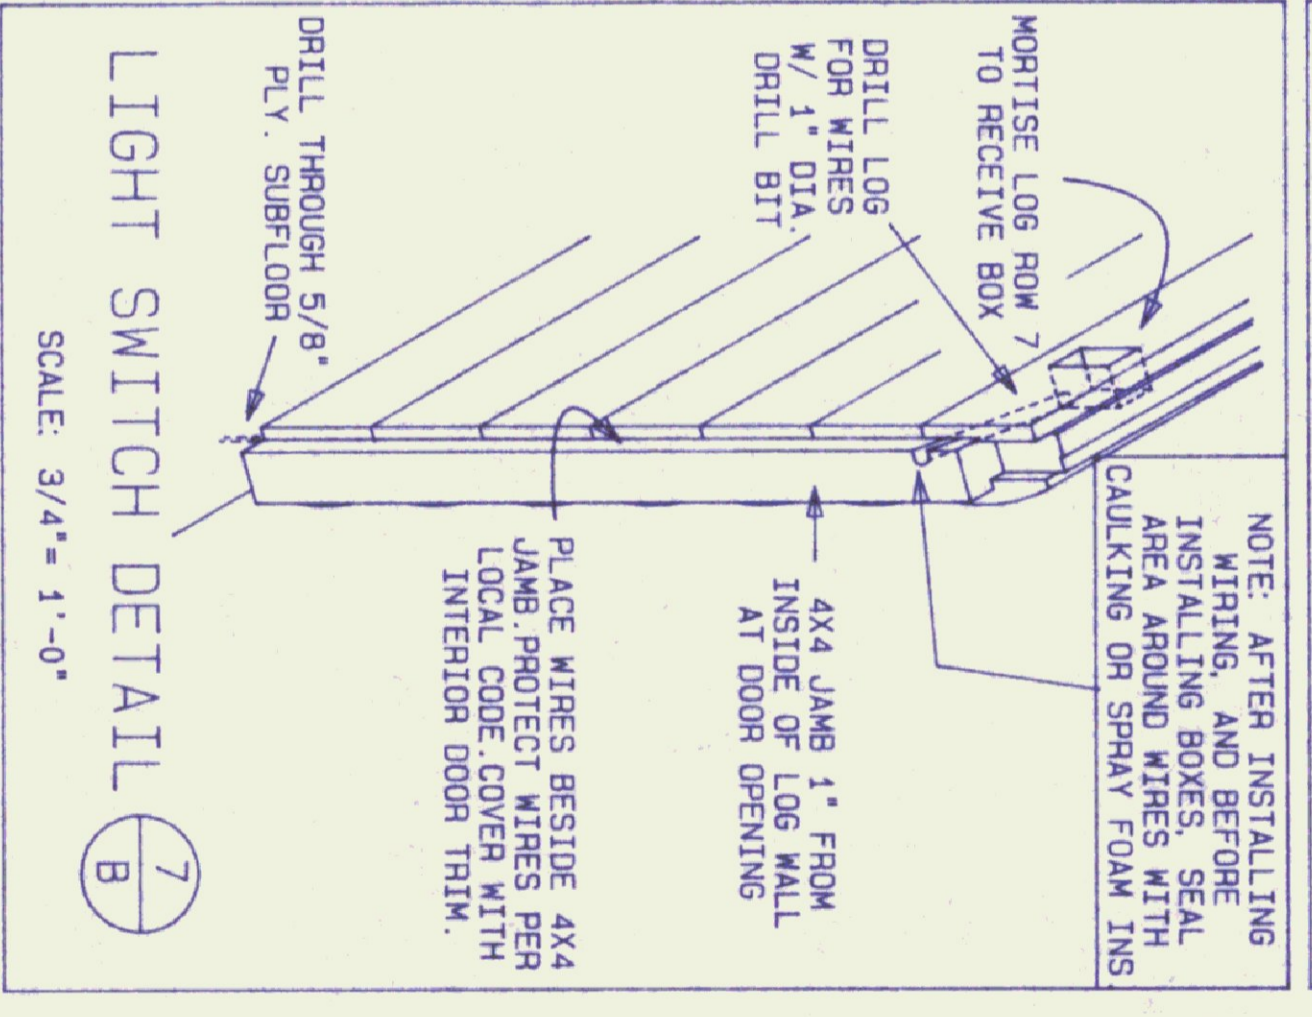 MORTISE LOG ROW 7
TO RECEIVE BOX
DRILL LOG
FOR WIRES
W/ 1" DIA.
DRILL BIT
NOTE: AFTER INSTALLING
WIRING, AND BEFORE
INSTALLING BOXES, SEAL
AREA AROUND WIRES WITH
CAULKING OR SPRAY FOAM INS
4X4 JAMB 1" FROM
INSIDE OF LOG WALL
AT DOOR OPENING
PLACE WIRES BESIDE 4X4
JAMB.PROTECT WIRES PER
LOCAL CODE.COVER WITH
INTERIOR DOOR TRIM.
DRILL THROUGH 5/8"
PLY. SUBFLOOR
LIGHT SWITCH DETAIL
7
B
SCALE: 3/4"= 1'-0"